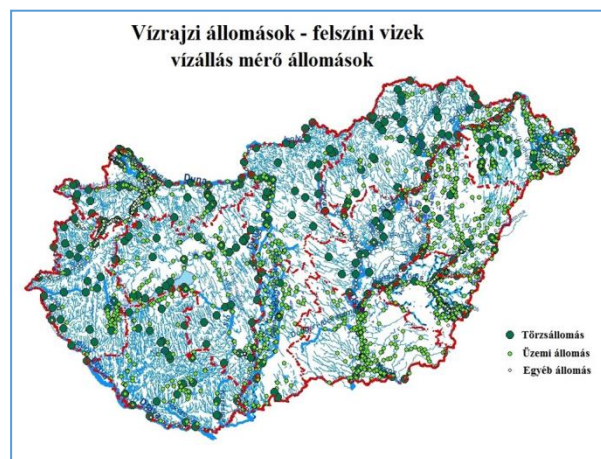 Vízrajzi állomások - felszíni vizek
vízállás mérő állomások
Duna
Törzsállomás
Üzemi állomás
Egyéb állomás